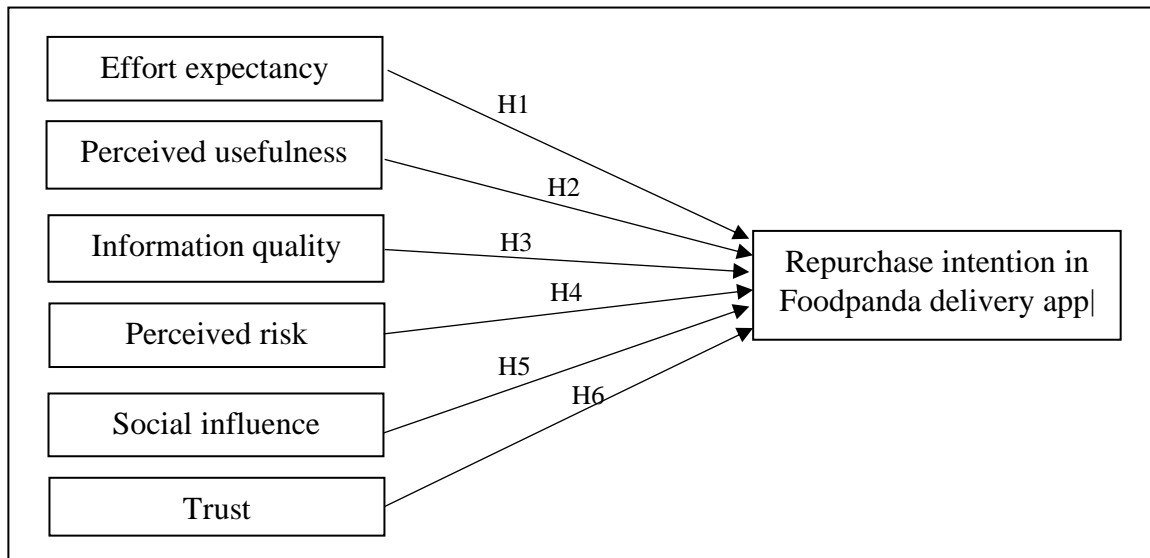 Effort expectancy
H1
Perceived usefulness
H2
Information quality
H3
Repurchase intention in
Foodpanda delivery app|
H4
Perceived risk
H5
Social influence
H6
Trust